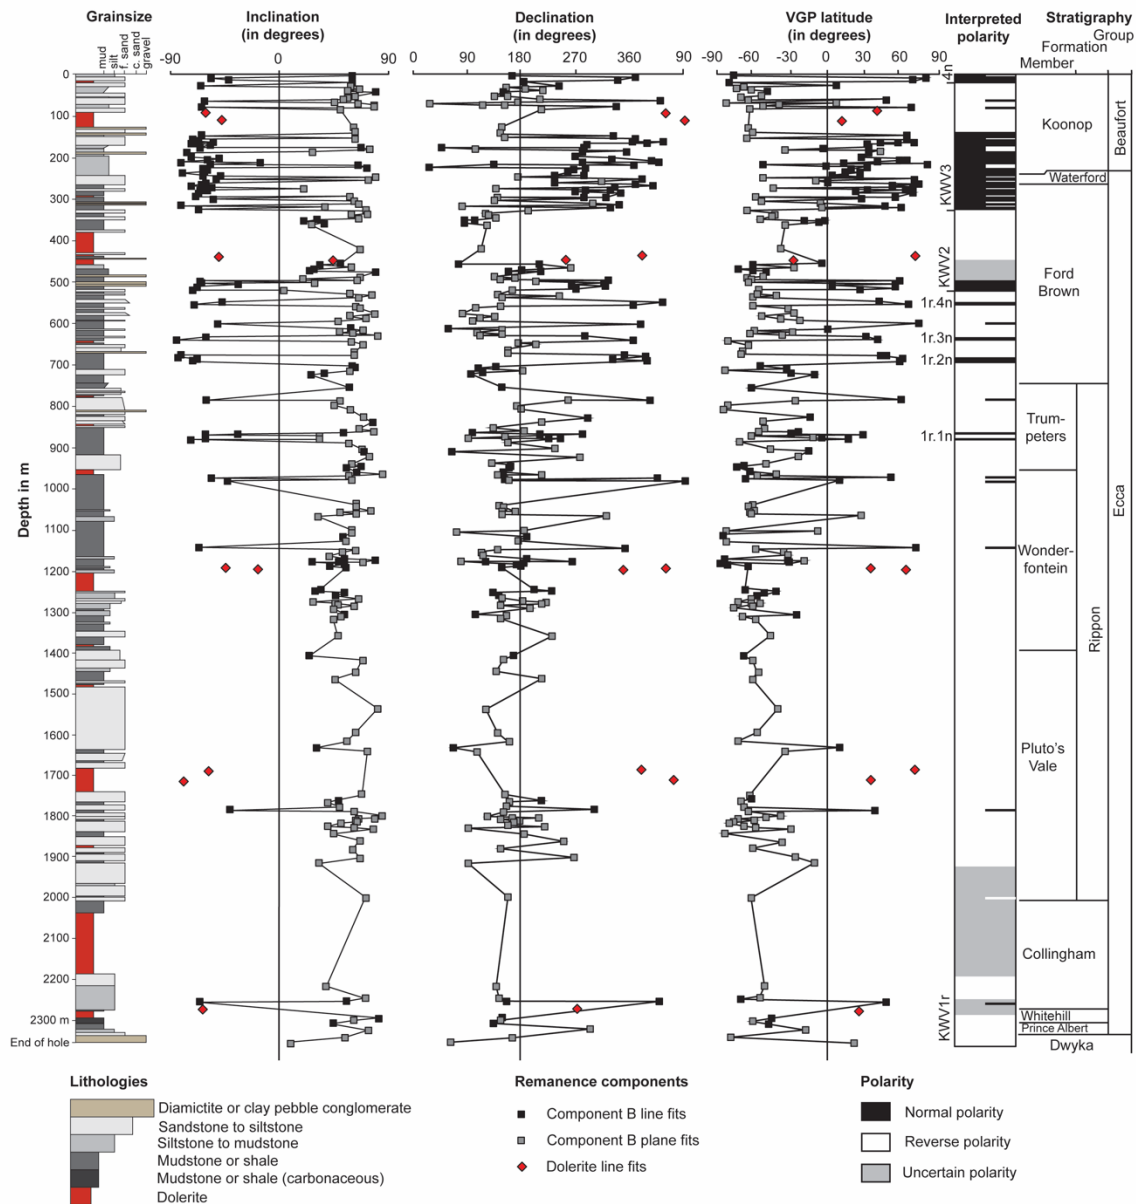 Grainsize
mud
silt
f. sand
c. sand
gravel
Inclination
(in degrees)
-90
0
90
Declination
(in degrees)
0
90
180
270
360
90
VGP latitude
(in degrees)
-90
-60
-30
0
30
60
90
Interpreted
polarity
Stratigraphy
Group
Formation
Member
Depth in m
0
100
200
300
400
500
600
700
800
900
1000
1100
1200
1300
1400
1500
1600
1700
1800
1900
2000
2100
2200
2300 m
End of hole
4n
KWV3
KWV2
1r.4n
1r.3n
1r.2n
1r.1n
KWV1r
Koonop
Beaufort
Waterford
Ford
Brown
Trum-
peters
Wonder-
fontein
Ecca
Rippon
Pluto's
Vale
Collingham
Whitehill
Prince Albert
Dwyka
Lithologies
Diamictite or clay pebble conglomerate
Sandstone to siltstone
Siltstone to mudstone
Mudstone or shale
Mudstone or shale (carbonaceous)
Dolerite
Remanence components
Component B line fits
Component B plane fits
Dolerite line fits
Polarity
Normal polarity
Reverse polarity
Uncertain polarity